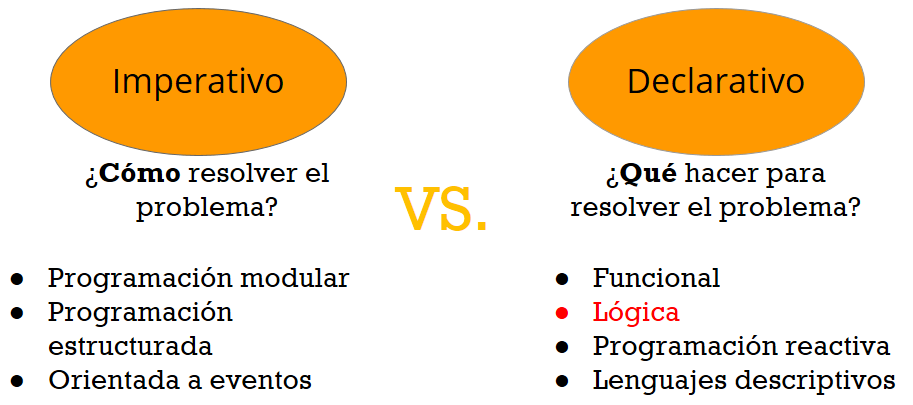 Imperativo
¿Cómo resolver el
problema?
● Programación modular
● Programación
estructurada
● Orientada a eventos
vs.
Declarativo
¿Qué hacer para
resolver el problema?
● Funcional
● Lógica
● Programación reactiva
● Lenguajes descriptivos